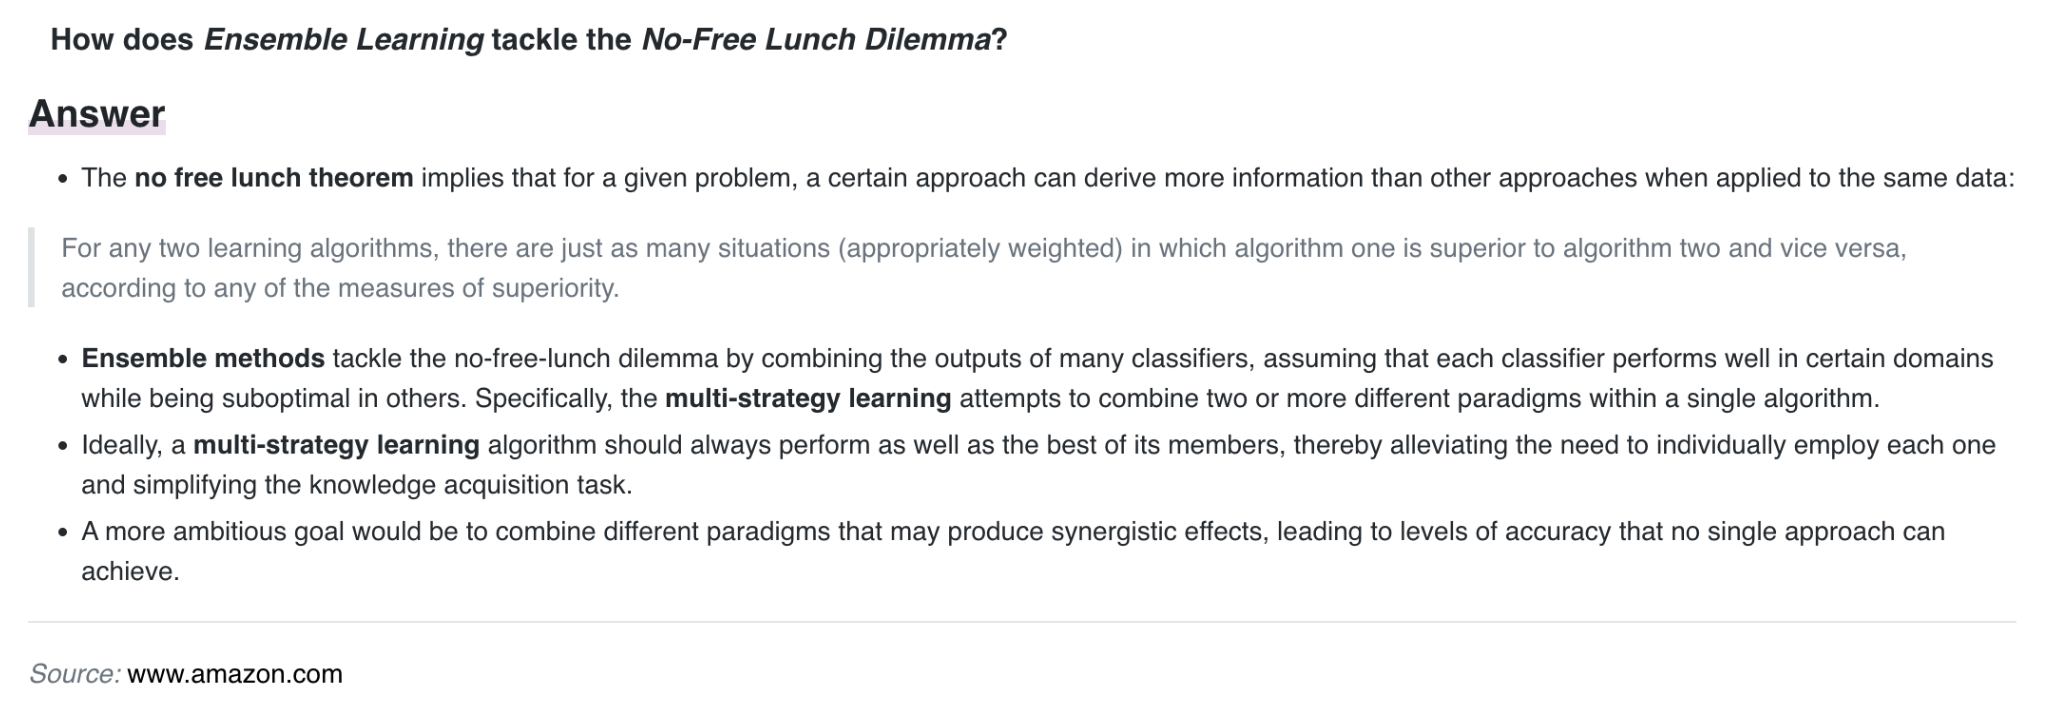 How does Ensemble Learning tackle the No-Free Lunch Dilemma?
Answer
• The no free lunch theorem implies that for a given problem, a certain approach can derive more information than other approaches when applied to the same data:
For any two learning algorithms, there are just as many situations (appropriately weighted) in which algorithm one is superior to algorithm two and vice versa,
according to any of the measures of superiority.
• Ensemble methods tackle the no-free-lunch dilemma by combining the outputs of many classifiers, assuming that each classifier performs well in certain domains
while being suboptimal in others. Specifically, the multi-strategy learning attempts to combine two or more different paradigms within a single algorithm.
• Ideally, a multi-strategy learning algorithm should always perform as well as the best of its members, thereby alleviating the need to individually employ each one
and simplifying the knowledge acquisition task.
• A more ambitious goal would be to combine different paradigms that may produce synergistic effects, leading to levels of accuracy that no single approach can
achieve.
Source: www.amazon.com